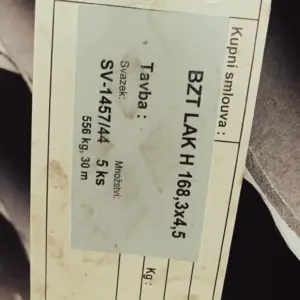 Kupní smlouva :
BZT LAK H 168,3x4,5
Tavba :
Svazek: Množství:
SV-1457/44 5 ks
556 kg, 30 m
Kg :